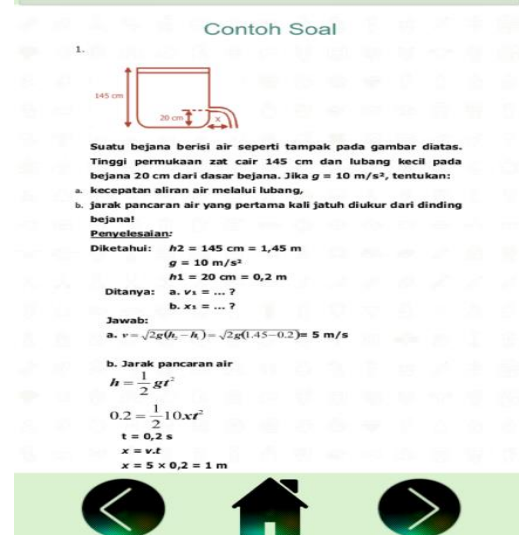 Contoh Soal
1.
145 cm
20 cm
x
Suatu bejana berisi air seperti tampak pada gambar diatas.
Tinggi permukaan zat cair 145 cm dan lubang kecil pada
bejana 20 cm dari dasar bejana. Jika g = 10 m/s², tentukan:
a. kecepatan aliran air melalui lubang,
b. jarak pancaran air yang pertama kali jatuh diukur dari dinding
bejana!
Penyelesaian:
Diketahui: h2 = 145 cm = 1,45 m
g = 10 m/s²
h1 = 20 cm = 0,2 m
Ditanya: a. v₁ = ... ?
b. x₁ = ... ?
Jawab:
a. v = √2g(h₂ − h₁) = √2g(1.45−0.2) = 5 m/s
b. Jarak pancaran air
h = 1/2 gt²
0.2 = 1/2 10xt²
t = 0,2 s
x = v.t
x = 5 × 0,2 = 1 m